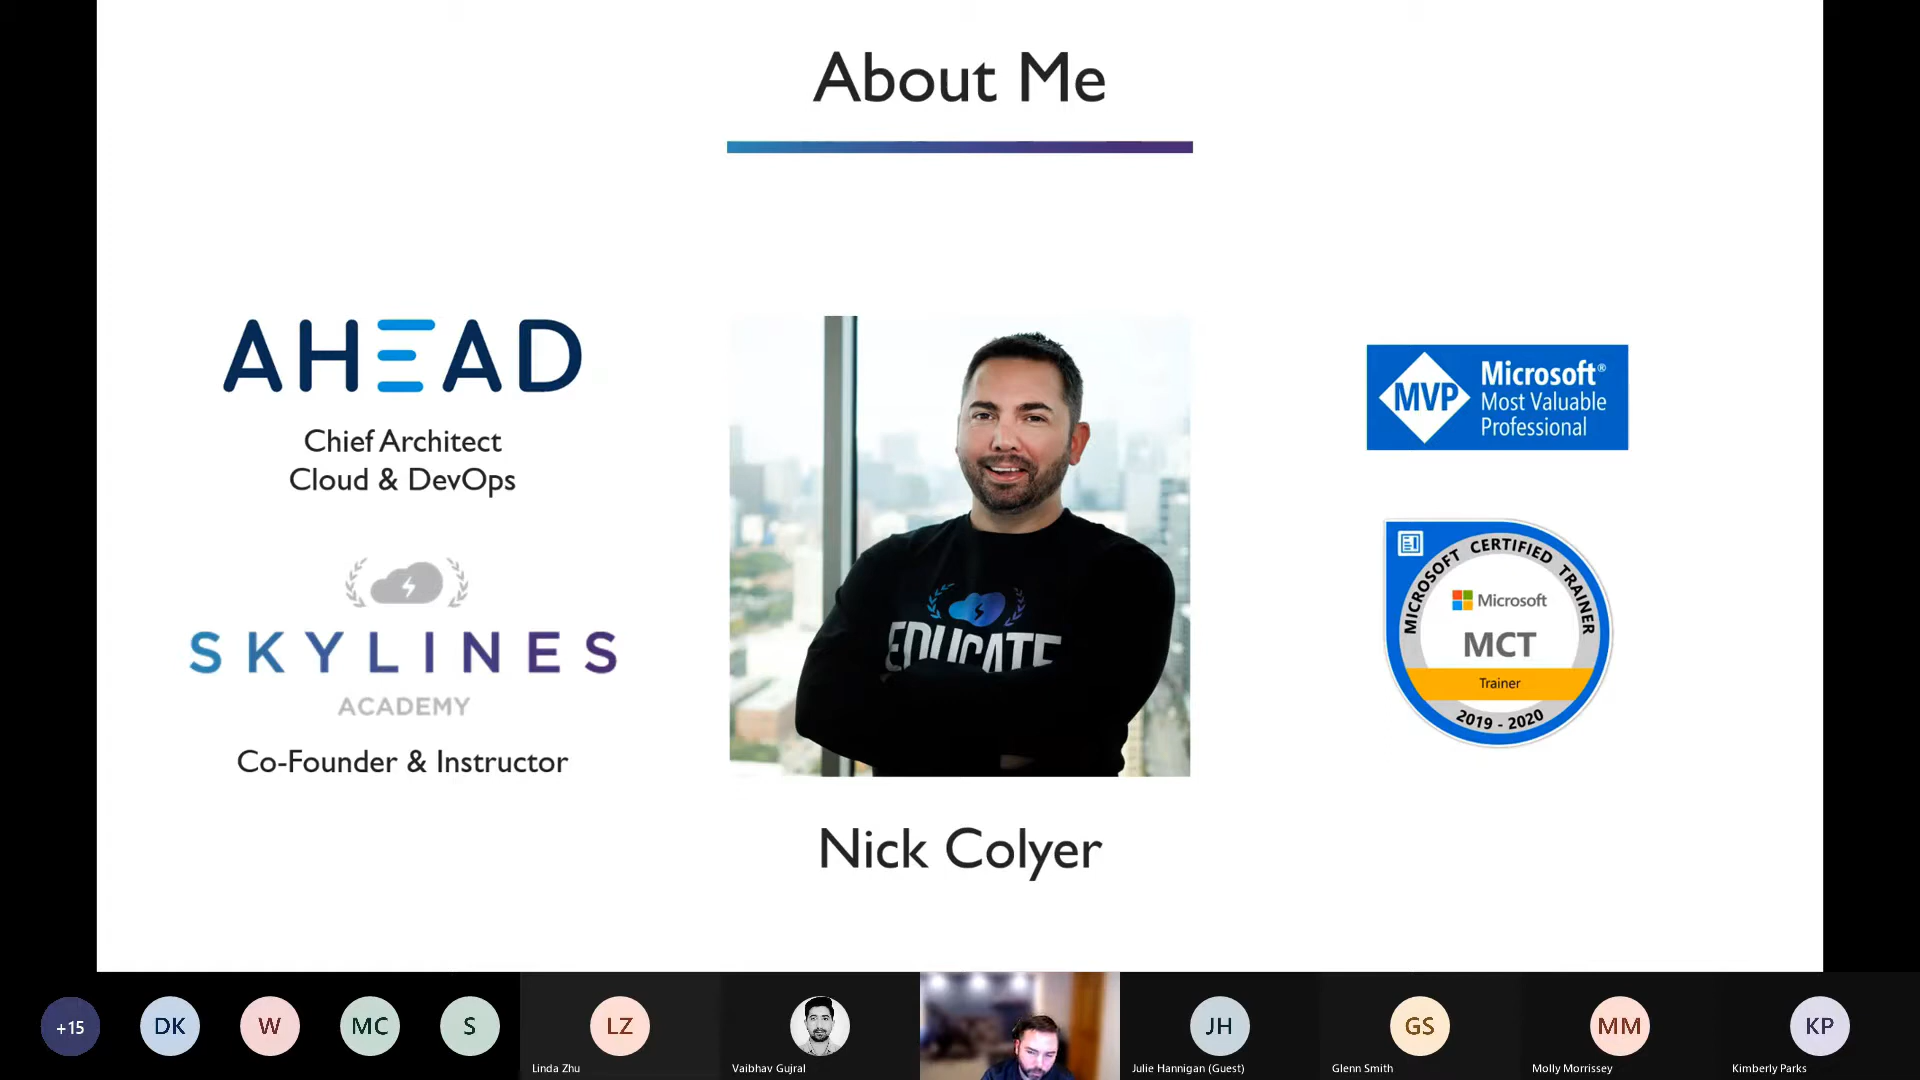 About Me
AHEAD
Chief Architect
Cloud & DevOps
SKYLINES
ACADEMY
Co-Founder & Instructor
EDUCATE
Nick Colyer
MVP
Microsoft®
Most Valuable
Professional
MICROSOFT CERTIFIED TRAINER
Microsoft
MCT
Trainer
2019 - 2020
+15
DK
W
MC
S
LZ
Linda Zhu
Vaibhav Gujral
JH
Julie Hannigan (Guest)
GS
Glenn Smith
MM
Molly Morrissey
KP
Kimberly Parks